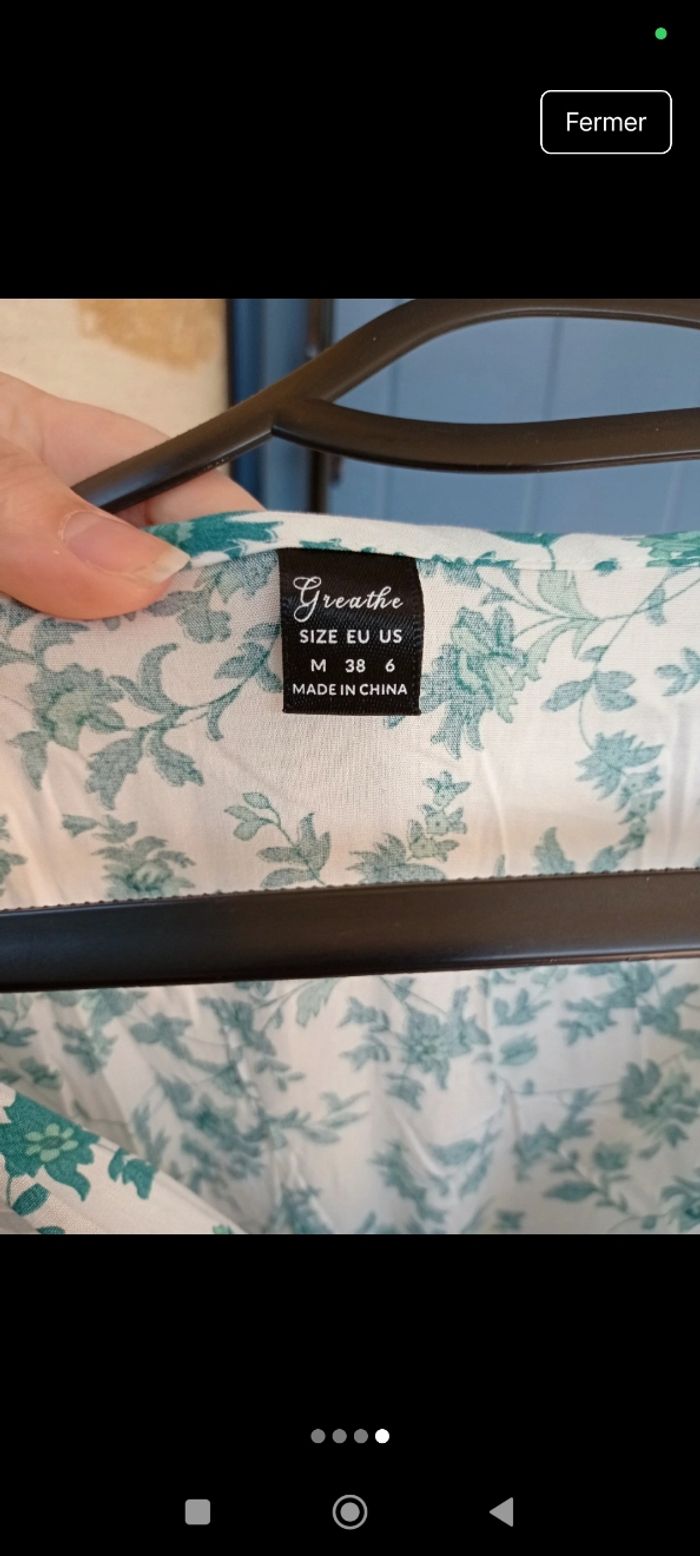 Fermer
Greathe
SIZE EU US
M 38 6
MADE IN CHINA